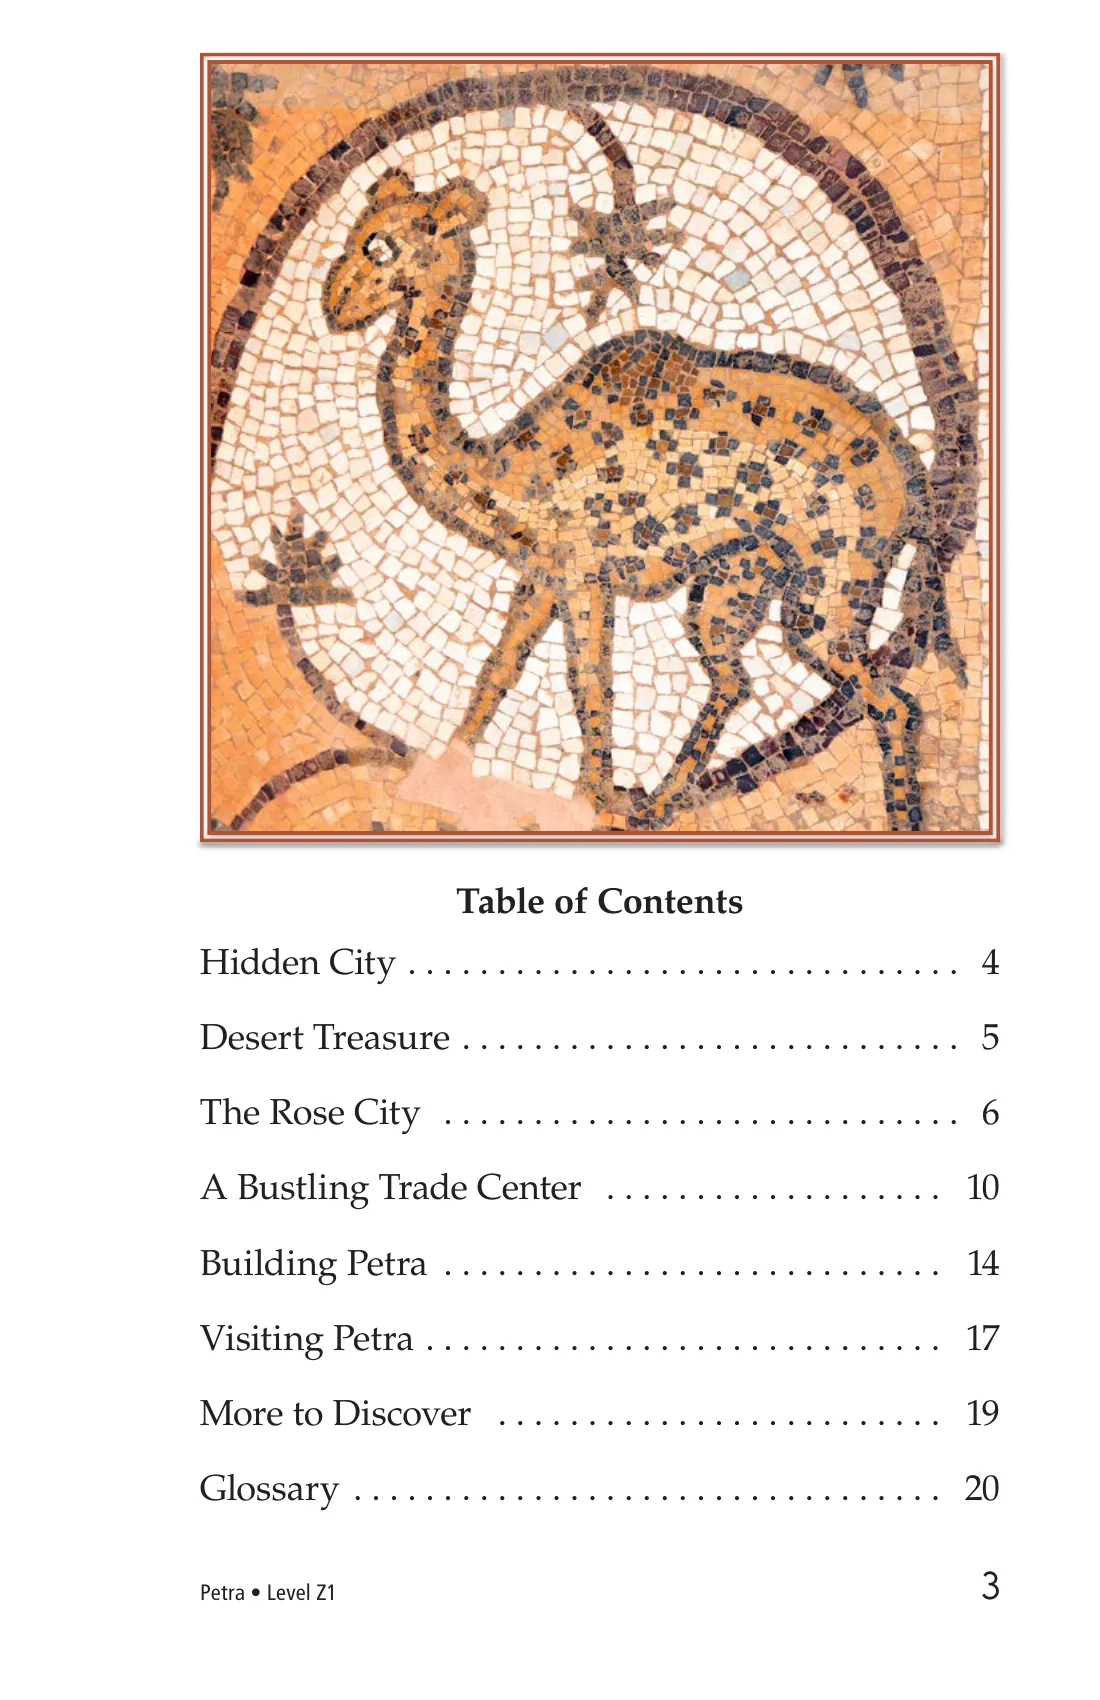 Table of Contents
Hidden City . . . . . . . . . . . . . . . . . . . . . . . . . . . . . . . 4
Desert Treasure . . . . . . . . . . . . . . . . . . . . . . . . . . . . 5
The Rose City . . . . . . . . . . . . . . . . . . . . . . . . . . . . . 6
A Bustling Trade Center . . . . . . . . . . . . . . . . . . . 10
Building Petra . . . . . . . . . . . . . . . . . . . . . . . . . . . . 14
Visiting Petra . . . . . . . . . . . . . . . . . . . . . . . . . . . . . 17
More to Discover . . . . . . . . . . . . . . . . . . . . . . . . . 19
Glossary . . . . . . . . . . . . . . . . . . . . . . . . . . . . . . . . . 20
Petra • Level Z1 3